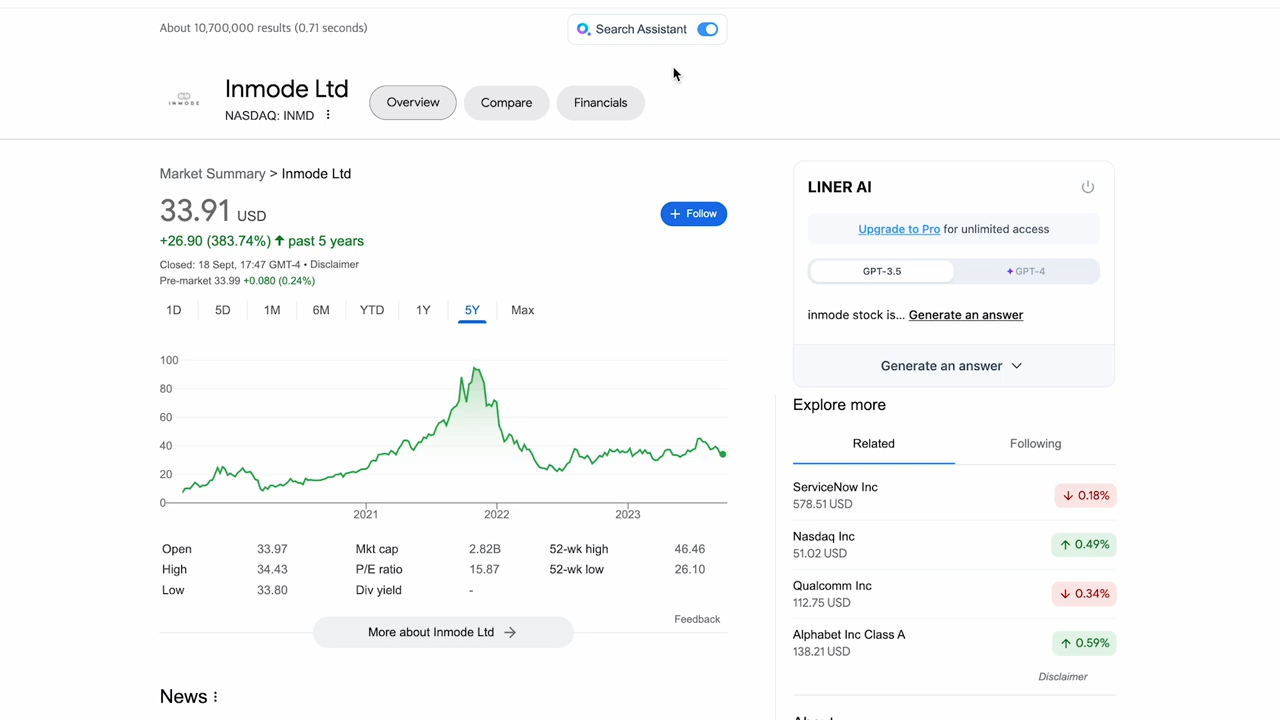 About 10,700,000 results (0.71 seconds)
Search Assistant
INMODE
Inmode Ltd
NASDAQ: INMD
Overview
Compare
Financials
Market Summary > Inmode Ltd
33.91 USD
+26.90 (383.74%) ↑ past 5 years
Closed: 18 Sept, 17:47 GMT-4 • Disclaimer
Pre-market 33.99 +0.080 (0.24%)
+ Follow
1D 5D 1M 6M YTD 1Y 5Y Max
100
80
60
40
20
0
2021 2022 2023
Open 33.97 Mkt cap 2.82B 52-wk high 46.46
High 34.43 P/E ratio 15.87 52-wk low 26.10
Low 33.80 Div yield -
Feedback
More about Inmode Ltd →
News
LINER AI
Upgrade to Pro for unlimited access
GPT-3.5 GPT-4
inmode stock is... Generate an answer
Generate an answer
Explore more
Related Following
ServiceNow Inc
578.51 USD
↓ 0.18%
Nasdaq Inc
51.02 USD
↑ 0.49%
Qualcomm Inc
112.75 USD
↓ 0.34%
Alphabet Inc Class A
138.21 USD
↑ 0.59%
Disclaimer